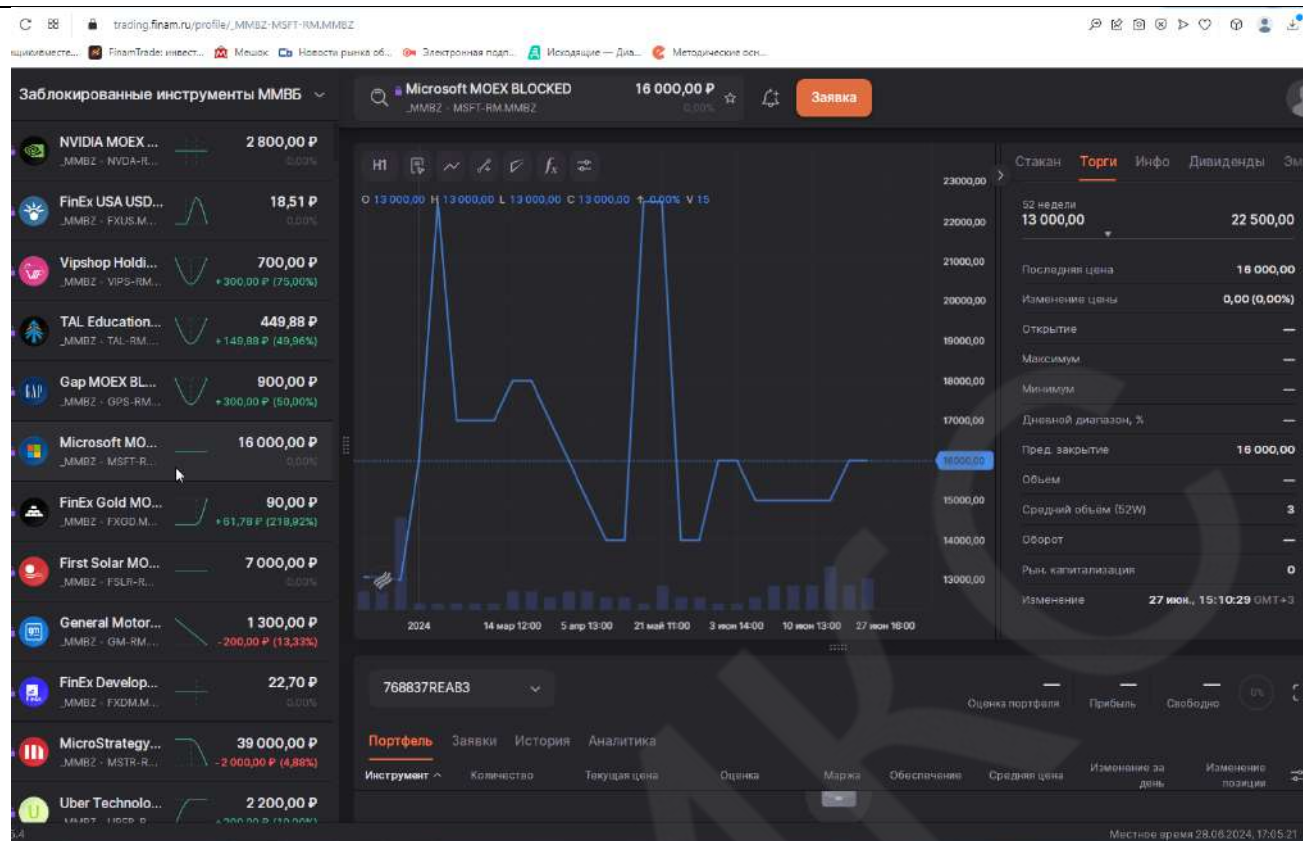 trading.finam.ru/profile/_MMBZ-MSFT-RM.MMBZ
FinamTrade: инвест... Мешок Новости рынка об... Электронная подп... Исходящие — Диа... Методические осн...
Заблокированные инструменты ММВБ
Microsoft MOEX BLOCKED 16 000,00 ₽
_MMBZ - MSFT-RM.MMBZ 0,00%
Заявка
NVIDIA MOEX ... 2 800,00 ₽
_MMBZ - NVDA-R... 0,00%
FinEx USA USD... 18,51 ₽
_MMBZ - FXUS.M... 0,00%
Vipshop Holdi... 700,00 ₽
_MMBZ - VIPS-RM... +300,00 ₽ (75,00%)
TAL Education... 449,88 ₽
_MMBZ - TAL-RM.... +149,88 ₽ (49,96%)
Gap MOEX BL... 900,00 ₽
_MMBZ - GPS-RM... +300,00 ₽ (50,00%)
Microsoft MO... 16 000,00 ₽
_MMBZ - MSFT-R... 0,00%
FinEx Gold MO... 90,00 ₽
_MMBZ - FXGD.M... +61,78 ₽ (218,92%)
First Solar MO... 7 000,00 ₽
_MMBZ - FSLR-R... 0,00%
General Motor... 1 300,00 ₽
_MMBZ - GM-RM.... -200,00 ₽ (13,33%)
FinEx Develop... 22,70 ₽
_MMBZ - FXDM.M... 0,00%
MicroStrategy... 39 000,00 ₽
_MMBZ - MSTR-R... -2 000,00 ₽ (4,88%)
Uber Technolo... 2 200,00 ₽
H1
O 13 000,00 H 13 000,00 L 13 000,00 C 13 000,00 0,00% V 15
23000,00
22000,00
21000,00
20000,00
19000,00
18000,00
17000,00
16000,00
15000,00
14000,00
13000,00
2024 14 мар 12:00 5 апр 13:00 21 май 11:00 3 июн 14:00 10 июн 13:00 27 июн 16:00
Стакан Торги Инфо Дивиденды Эм
52 недели
13 000,00 22 500,00
Последняя цена 16 000,00
Изменение цены 0,00 (0,00%)
Открытие —
Максимум —
Минимум —
Дневной диапазон, % —
Пред. закрытие 16 000,00
Объем —
Средний объём (52W) 3
Оборот —
Рын. капитализация 0
Изменение 27 июн., 15:10:29 GMT+3
768837REAB3
— — — 0%
Оценка портфеля Прибыль Свободно
Портфель Заявки История Аналитика
Инструмент Количество Текущая цена Оценка Маржа Обеспечение Средняя цена Изменение за день Изменение позиции
Местное время 28.06.2024, 17:05:21